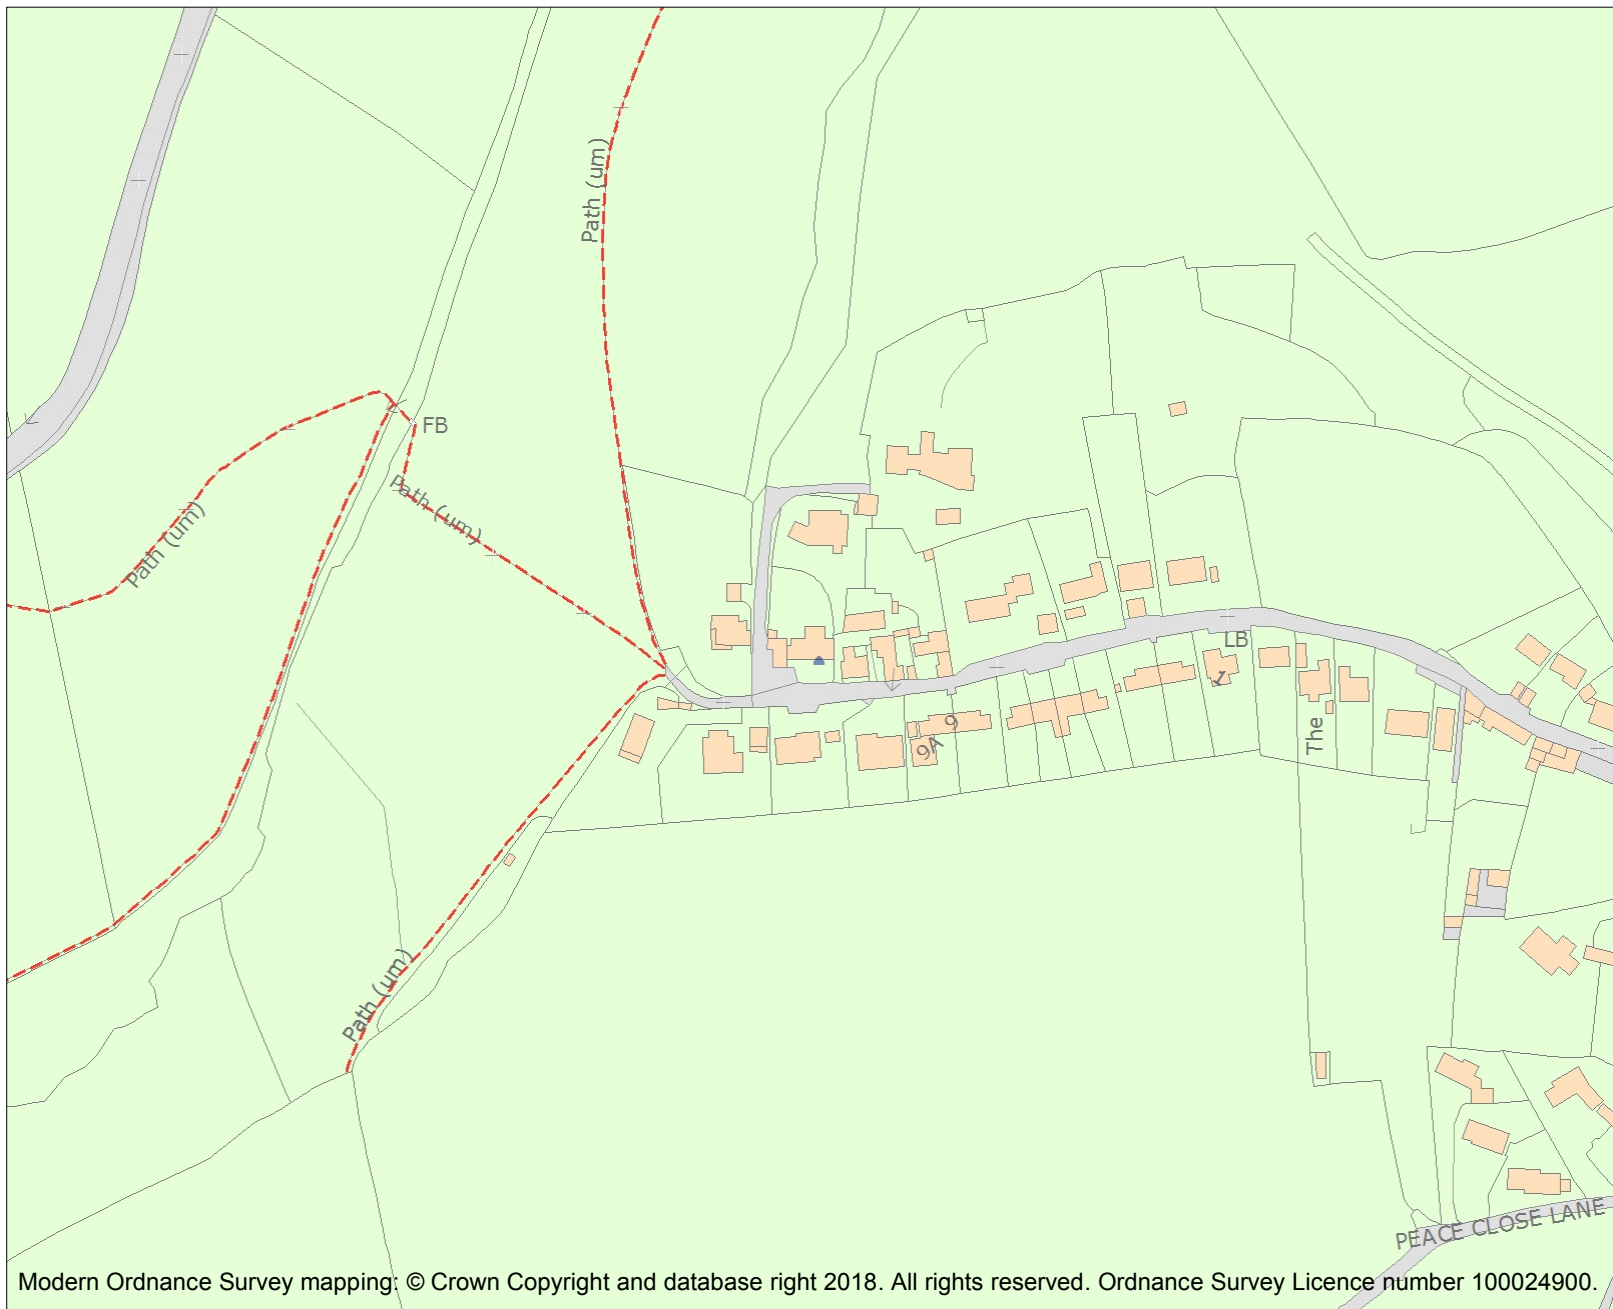 Path (um)
FB
Path (um)
Path (um)
LB
1
9
9A
The
Path (um)
PEACE CLOSE LANE
Modern Ordnance Survey mapping: © Crown Copyright and database right 2018. All rights reserved. Ordnance Survey Licence number 100024900.